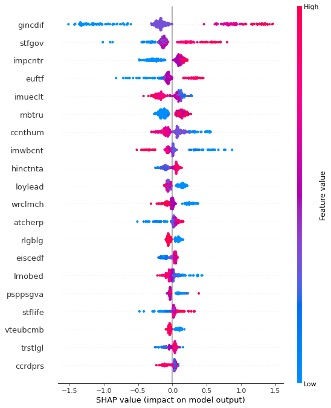 High
gincdif
stfgov
impcntr
euftf
imueclt
mbtru
ccnthum
imwbcnt
hinctnta
loylead
wrclmch
atcherp
rlgblg
eiscedf
lrnobed
psppsgva
stflife
vteubcmb
trstlgl
ccrdprs
Low
Feature value
−1.5 −1.0 −0.5 0.0 0.5 1.0 1.5
SHAP value (impact on model output)